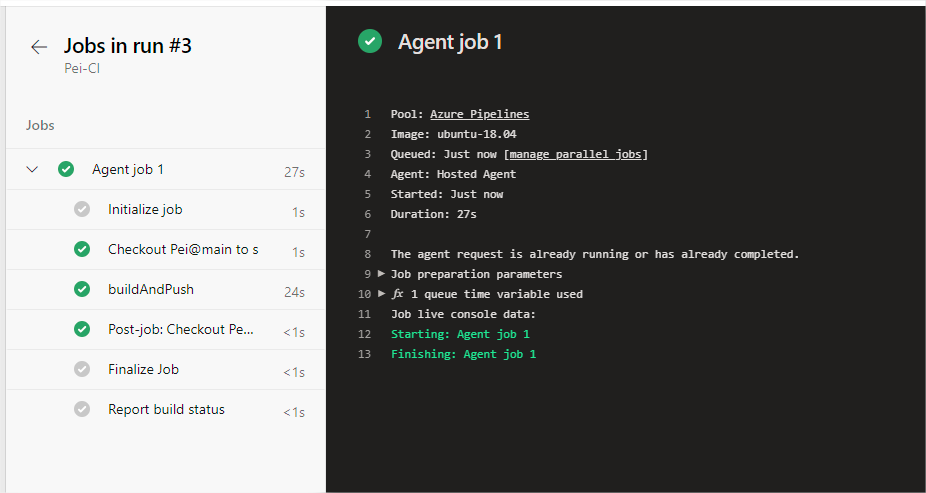 Jobs in run #3
Pei-CI
Jobs
Agent job 1 27s
Initialize job 1s
Checkout Pei@main to s 1s
buildAndPush 24s
Post-job: Checkout Pe... <1s
Finalize Job <1s
Report build status <1s
Agent job 1
1 Pool: Azure Pipelines
2 Image: ubuntu-18.04
3 Queued: Just now [manage parallel jobs]
4 Agent: Hosted Agent
5 Started: Just now
6 Duration: 27s
7
8 The agent request is already running or has already completed.
9 Job preparation parameters
10 fx 1 queue time variable used
11 Job live console data:
12 Starting: Agent job 1
13 Finishing: Agent job 1